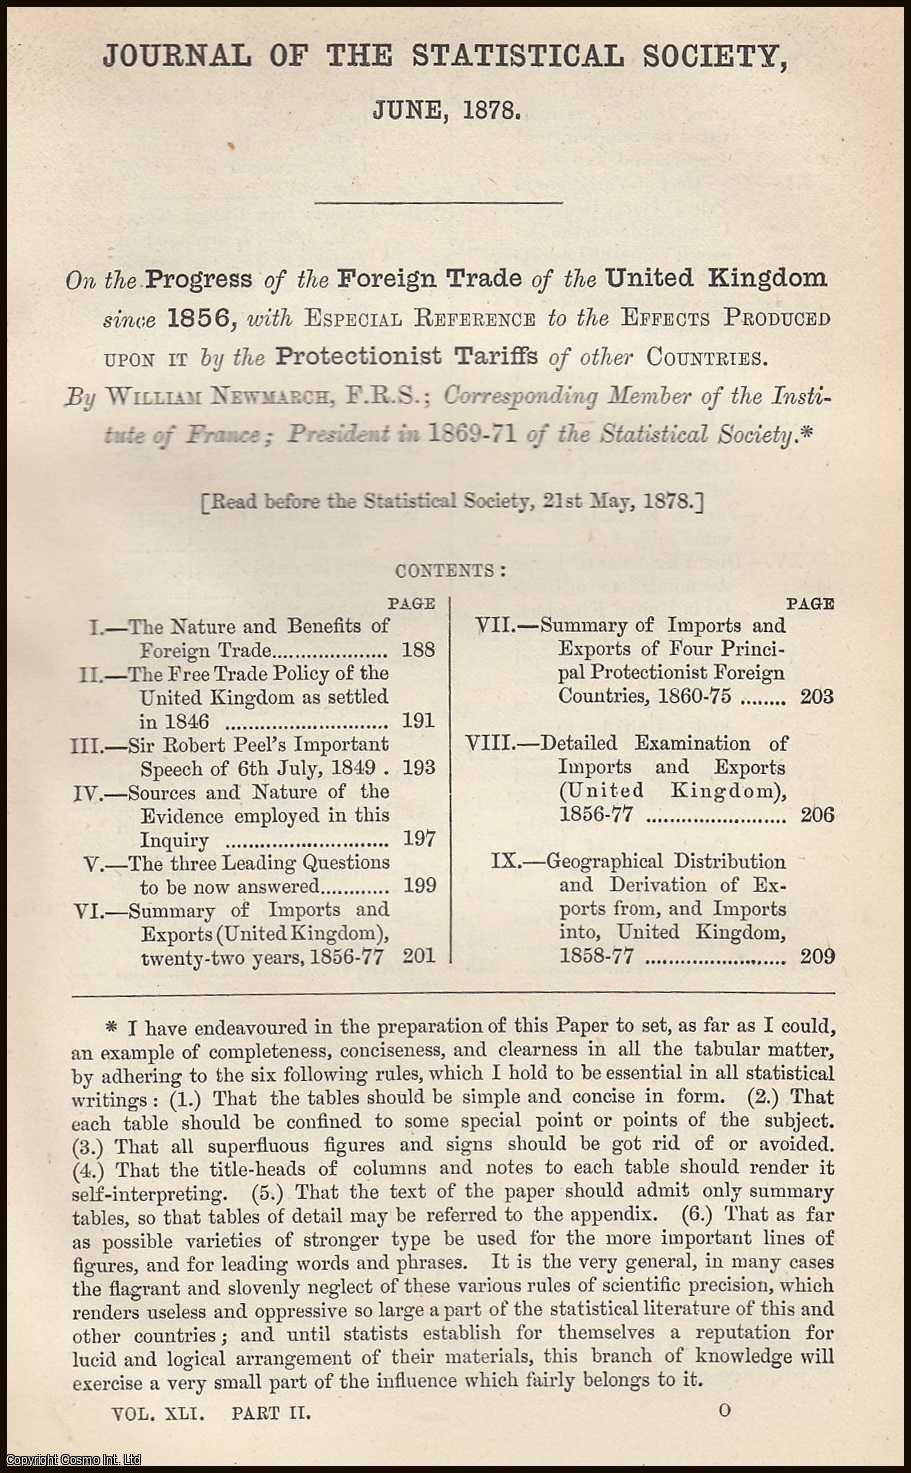 JOURNAL OF THE STATISTICAL SOCIETY,
JUNE, 1878.
On the Progress of the Foreign Trade of the United Kingdom
since 1856, with ESPECIAL REFERENCE to the EFFECTS PRODUCED
UPON IT by the Protectionist Tariffs of other COUNTRIES.
By WILLIAM NEWMARCH, F.R.S.; Corresponding Member of the Insti-
tute of France; President in 1869-71 of the Statistical Society.*
[Read before the Statistical Society, 21st May, 1878.]
CONTENTS:
PAGE
I.—The Nature and Benefits of
Foreign Trade................... 188
II.—The Free Trade Policy of the
United Kingdom as settled
in 1846 ............................ 191
III.—Sir Robert Peel's Important
Speech of 6th July, 1849 . 193
IV.—Sources and Nature of the
Evidence employed in this
Inquiry ............................ 197
V.—The three Leading Questions
to be now answered............ 199
VI.—Summary of Imports and
Exports (United Kingdom),
twenty-two years, 1856-77 201
PAGE
VII.—Summary of Imports and
Exports of Four Princi-
pal Protectionist Foreign
Countries, 1860-75 ........ 203
VIII.—Detailed Examination of
Imports and Exports
(United Kingdom),
1856-77 ........................ 206
IX.—Geographical Distribution
and Derivation of Ex-
ports from, and Imports
into, United Kingdom,
1858-77 ........................ 209
* I have endeavoured in the preparation of this Paper to set, as far as I could,
an example of completeness, conciseness, and clearness in all the tabular matter,
by adhering to the six following rules, which I hold to be essential in all statistical
writings: (1.) That the tables should be simple and concise in form. (2.) That
each table should be confined to some special point or points of the subject.
(3.) That all superfluous figures and signs should be got rid of or avoided.
(4.) That the title-heads of columns and notes to each table should render it
self-interpreting. (5.) That the text of the paper should admit only summary
tables, so that tables of detail may be referred to the appendix. (6.) That as far
as possible varieties of stronger type be used for the more important lines of
figures, and for leading words and phrases. It is the very general, in many cases
the flagrant and slovenly neglect of these various rules of scientific precision, which
renders useless and oppressive so large a part of the statistical literature of this and
other countries; and until statists establish for themselves a reputation for
lucid and logical arrangement of their materials, this branch of knowledge will
exercise a very small part of the influence which fairly belongs to it.
VOL. XLI. PART II. O
Copyright Cosmo Int. Ltd